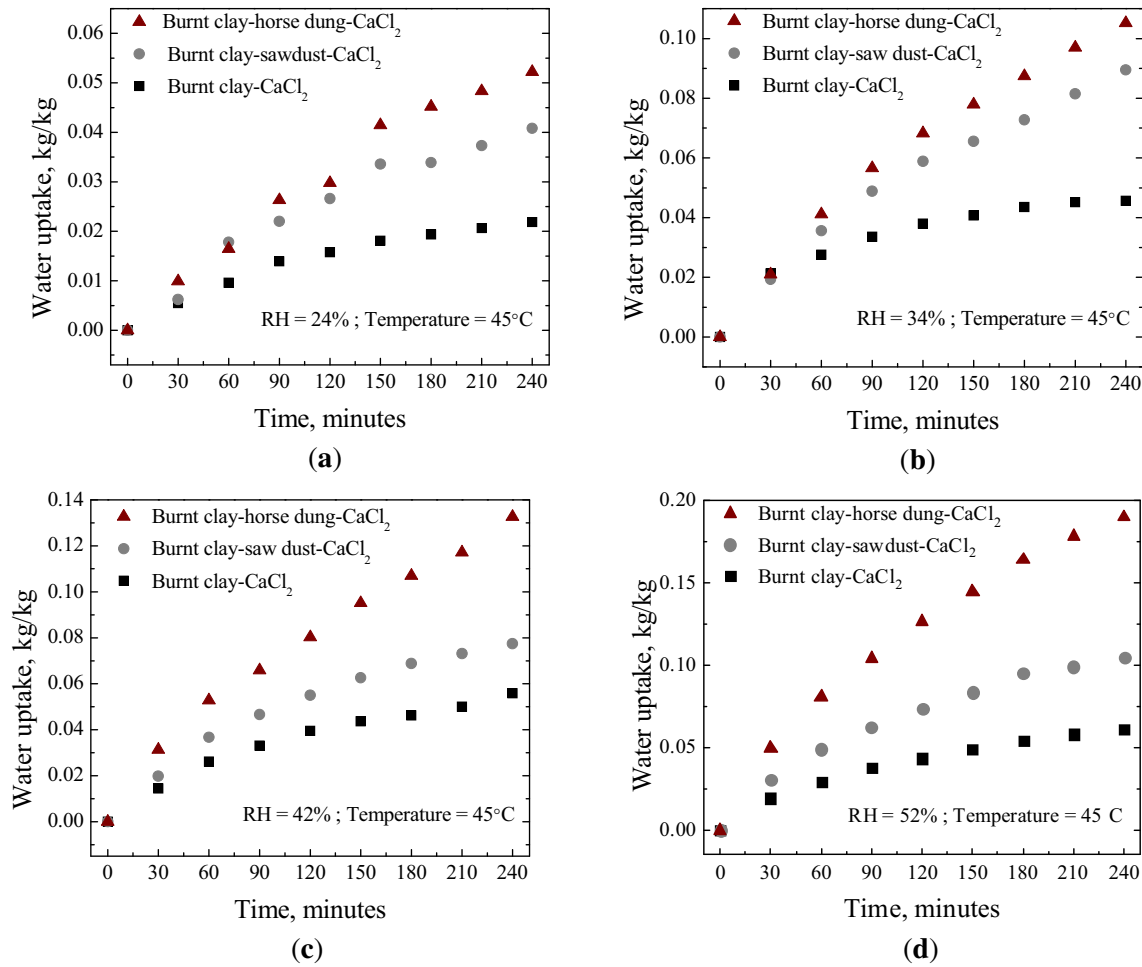 Burnt clay-horse dung-CaCl₂
Burnt clay-sawdust-CaCl₂
Burnt clay-CaCl₂
0.06
0.05
0.04
0.03
0.02
0.01
0.00
Water uptake, kg/kg
RH = 24% ; Temperature = 45°C
0 30 60 90 120 150 180 210 240
Time, minutes
(a)
Burnt clay-horse dung-CaCl₂
Burnt clay-saw dust-CaCl₂
Burnt clay-CaCl₂
0.10
0.08
0.06
0.04
0.02
0.00
Water uptake, kg/kg
RH = 34% ; Temperature = 45°C
0 30 60 90 120 150 180 210 240
Time, minutes
(b)
0.14
0.12
0.10
0.08
0.06
0.04
0.02
0.00
Burnt clay-horse dung-CaCl₂
Burnt clay-saw dust-CaCl₂
Burnt clay-CaCl₂
Water uptake, kg/kg
RH = 42% ; Temperature = 45°C
0 30 60 90 120 150 180 210 240
Time, minutes
(c)
0.20
0.15
0.10
0.05
0.00
Burnt clay-horse dung-CaCl₂
Burnt clay-sawdust-CaCl₂
Burnt clay-CaCl₂
Water uptake, kg/kg
RH = 52% ; Temperature = 45 C
0 30 60 90 120 150 180 210 240
Time, minutes
(d)